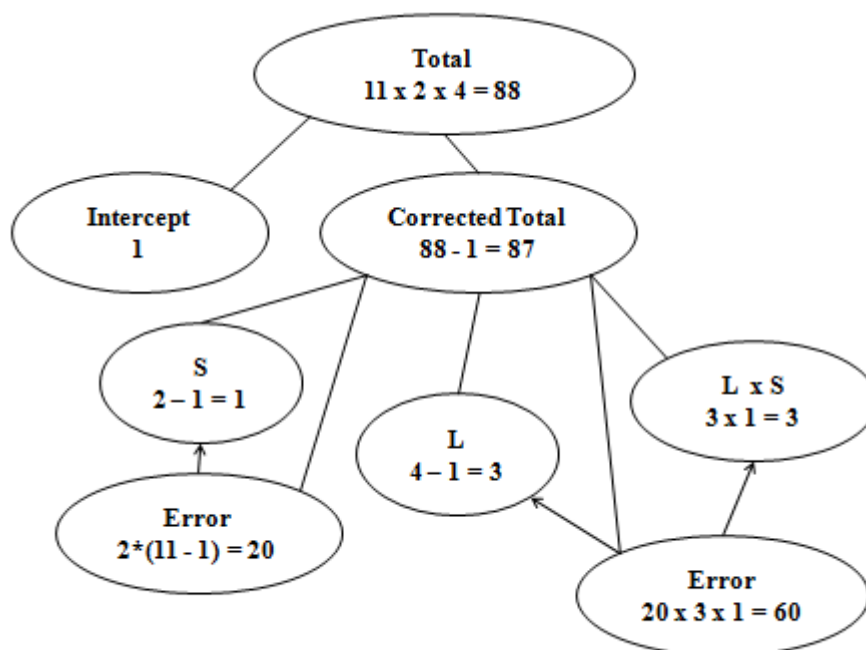 Total
11 x 2 x 4 = 88
Intercept
1
Corrected Total
88 - 1 = 87
S
2 – 1 = 1
L
4 – 1 = 3
L x S
3 x 1 = 3
Error
2*(11 - 1) = 20
Error
20 x 3 x 1 = 60